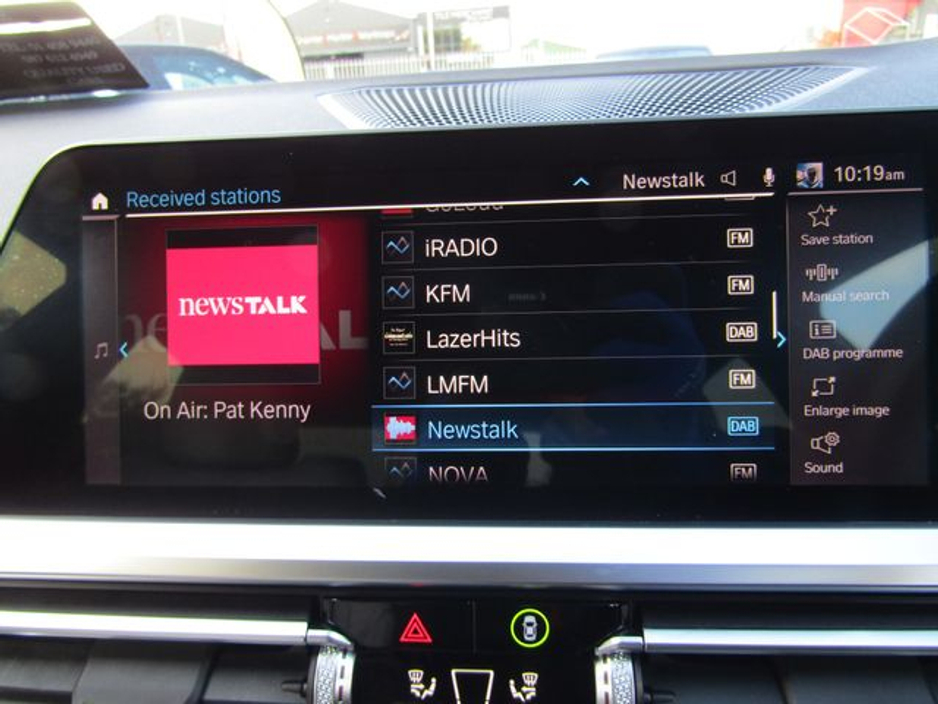 Received stations
Newstalk
10:19am
newsTALK
On Air: Pat Kenny
iRADIO
FM
KFM
FM
LazerHits
DAB
LMFM
FM
Newstalk
DAB
NOVA
FM
Save station
Manual search
DAB programme
Enlarge image
Sound